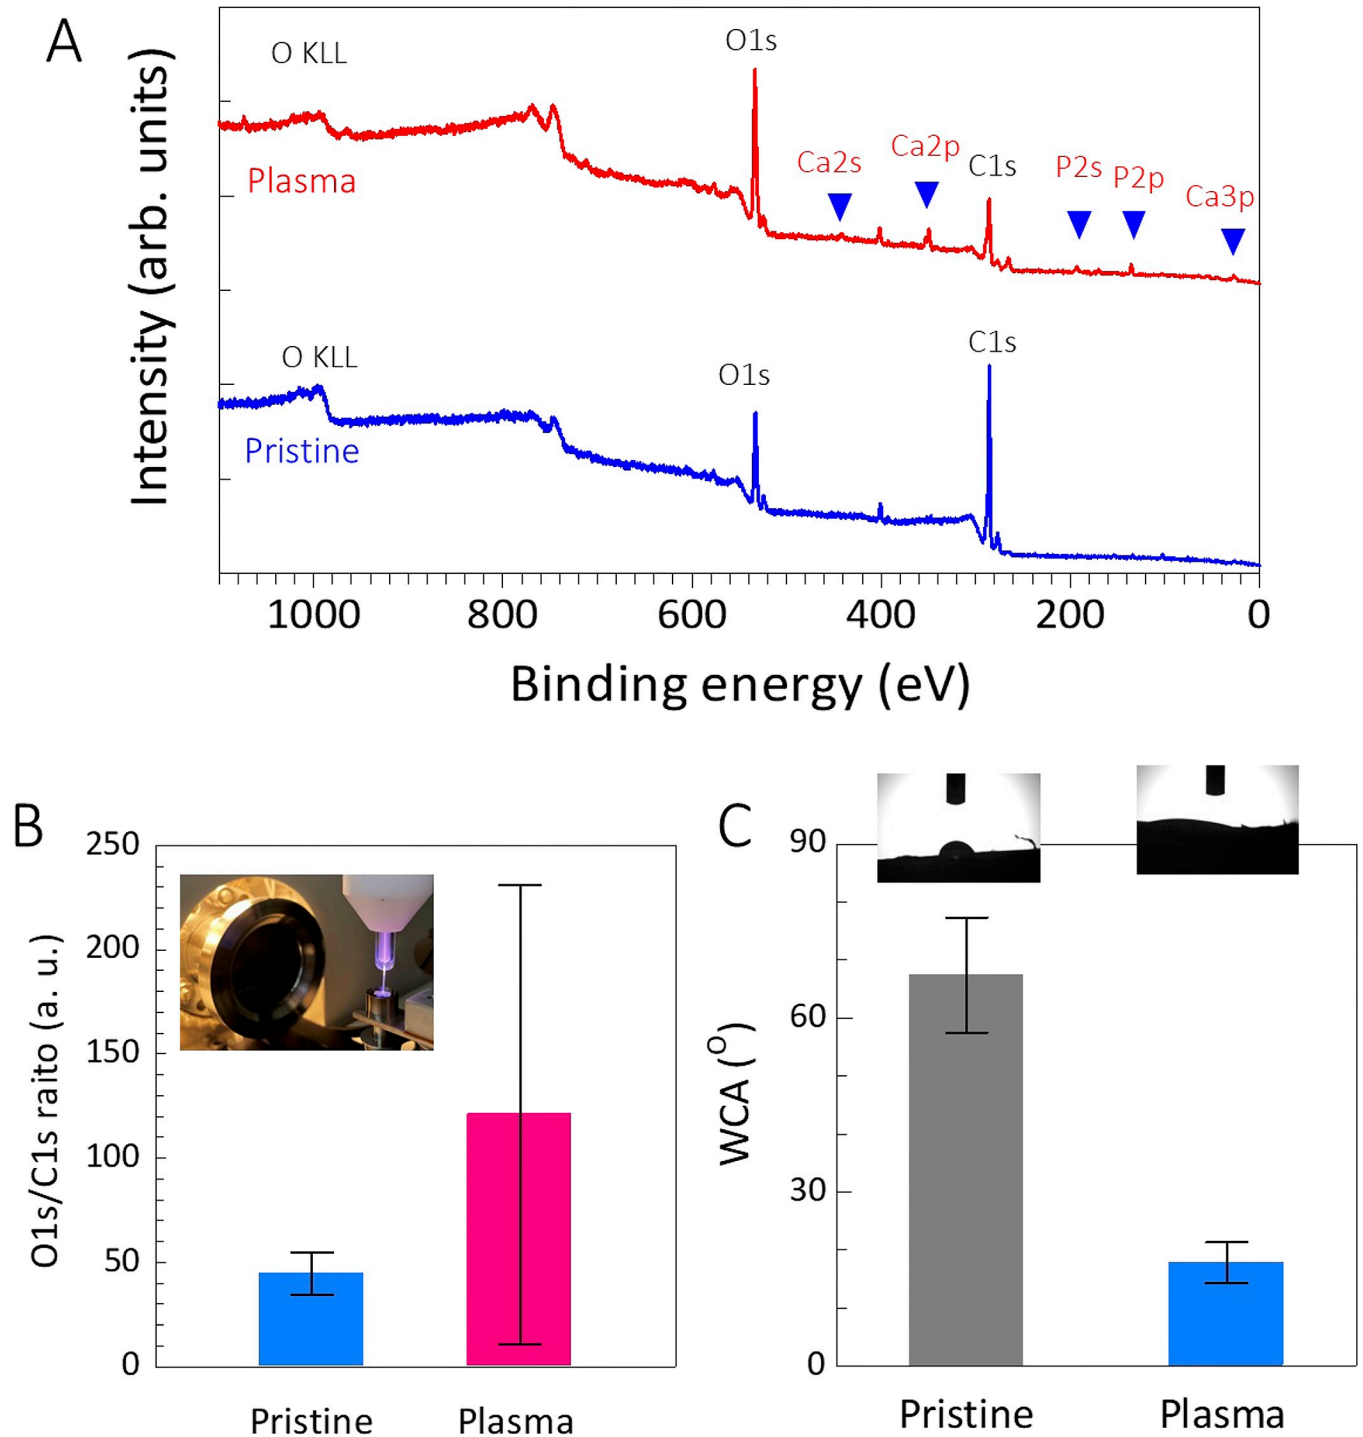 A
Intensity (arb. units)
O KLL
O1s
Ca2s
Ca2p
C1s
P2s
P2p
Ca3p
Plasma
O KLL
O1s
C1s
Pristine
1000
800
600
400
200
0
Binding energy (eV)
B
O1s/C1s raito (a. u.)
250
200
150
100
50
0
Pristine
Plasma
C
WCA (O)
90
60
30
0
Pristine
Plasma